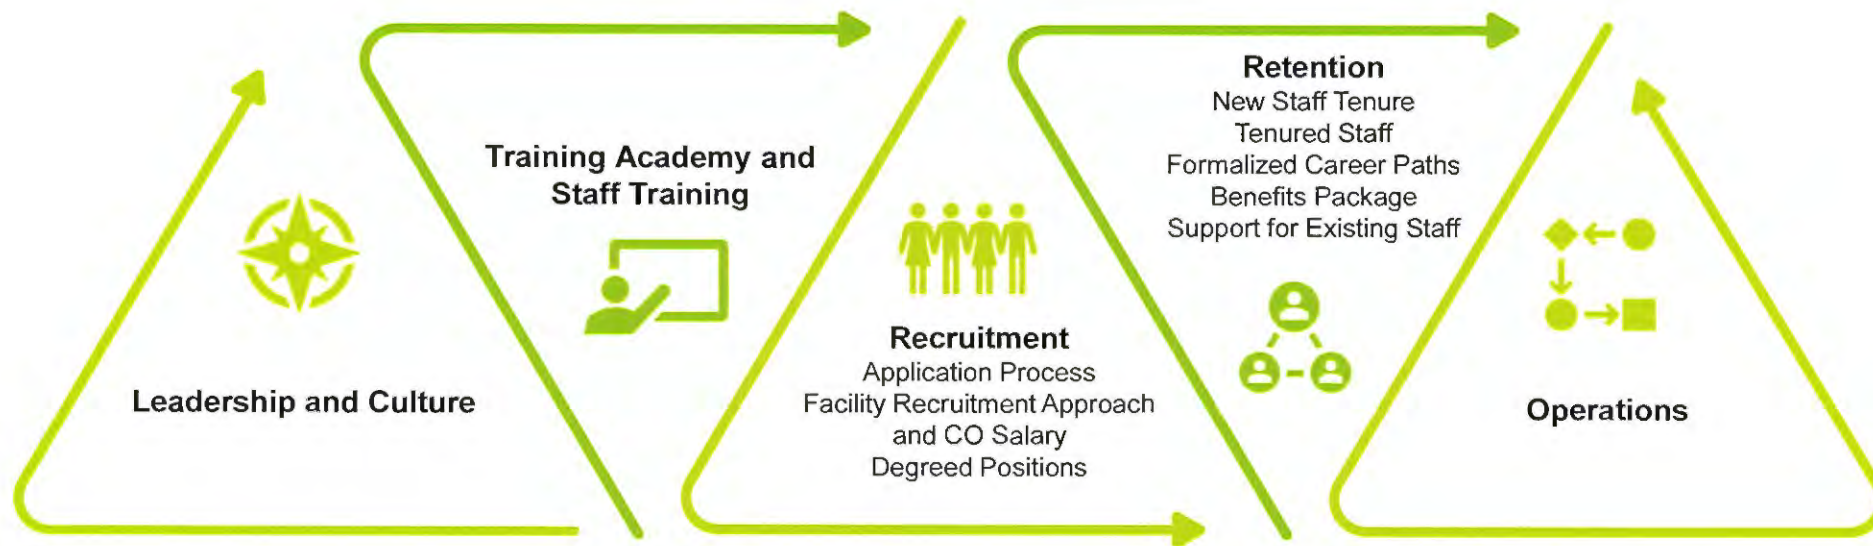 Leadership and Culture
Training Academy and
Staff Training
Recruitment
Application Process
Facility Recruitment Approach
and CO Salary
Degreed Positions
Retention
New Staff Tenure
Tenured Staff
Formalized Career Paths
Benefits Package
Support for Existing Staff
Operations